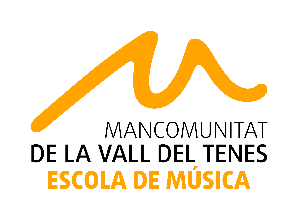 MANCOMUNITAT
DE LA VALL DEL TENES
ESCOLA DE MÚSICA